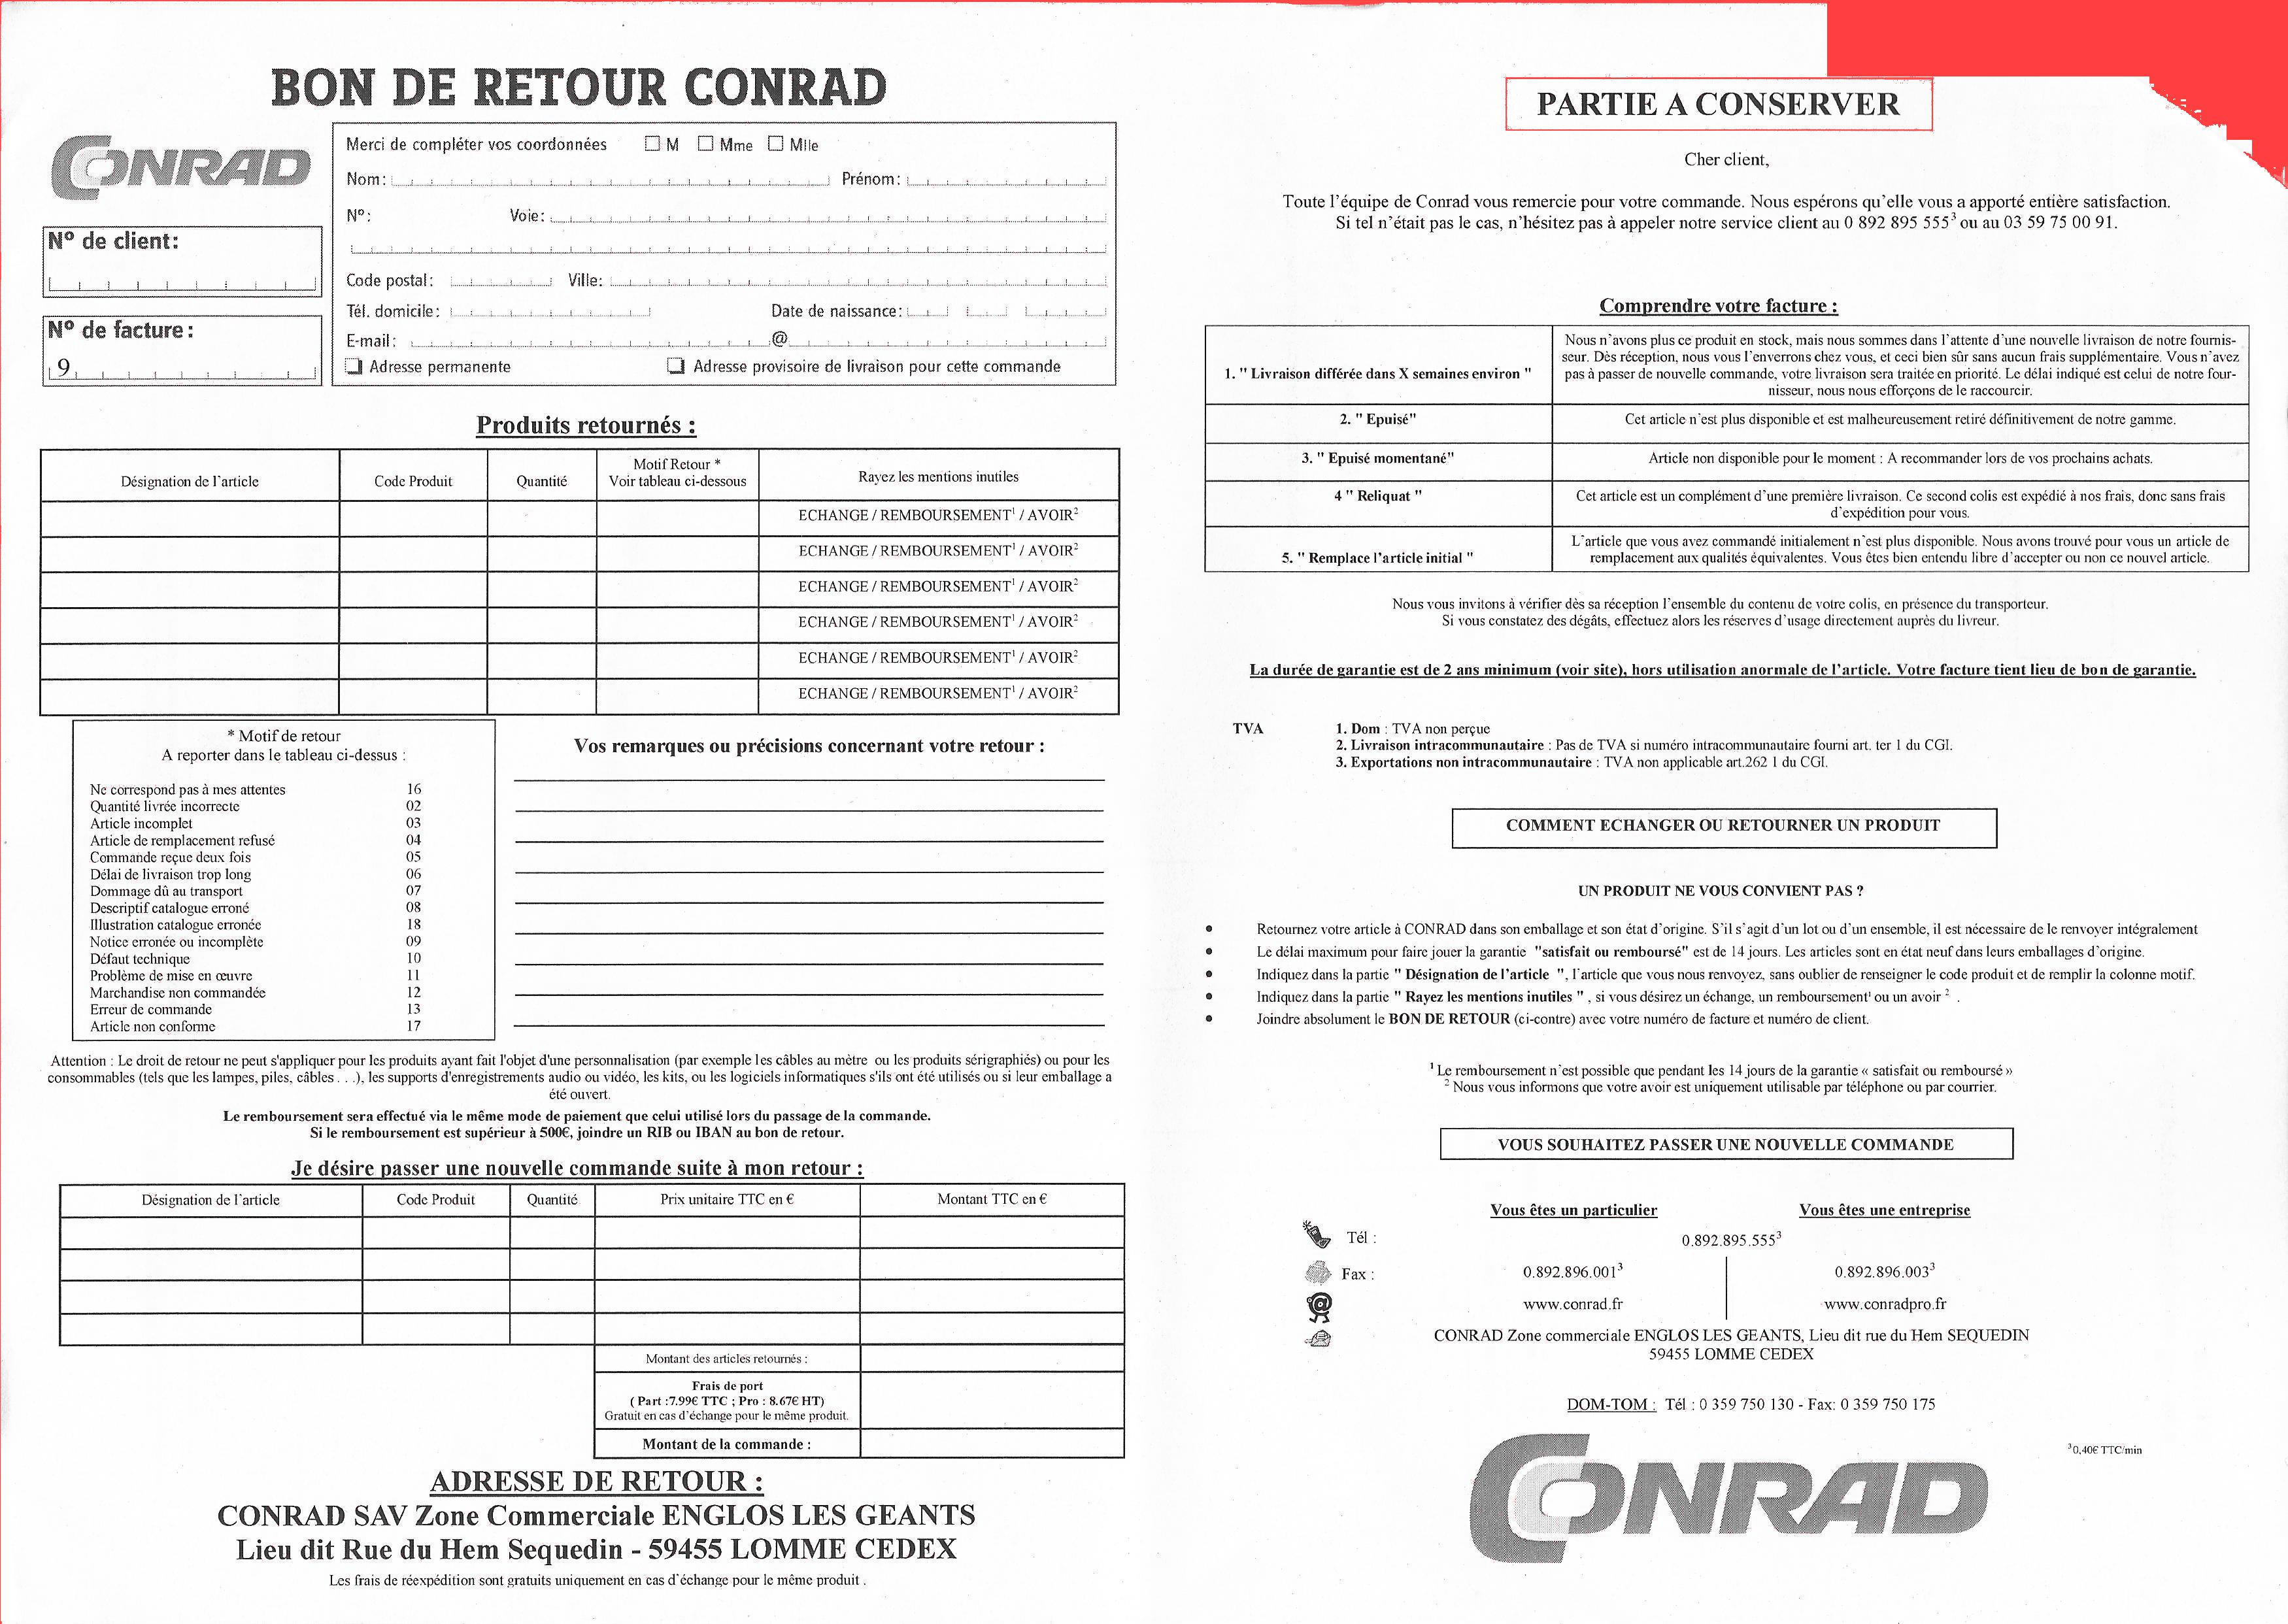 BON DE RETOUR CONRAD
CONRAD
Merci de compléter vos coordonnées M Mme Mlle
Nom: Prénom:
N°: Voie:
Code postal: Ville:
Tél. domicile: Date de naissance:
E-mail: @
Adresse permanente Adresse provisoire de livraison pour cette commande
N° de client:
N° de facture:
9
Produits retournés :
Désignation de l'article Code Produit Quantité Motif Retour * Voir tableau ci-dessous Rayez les mentions inutiles
ECHANGE / REMBOURSEMENT¹ / AVOIR²
ECHANGE / REMBOURSEMENT¹ / AVOIR²
ECHANGE / REMBOURSEMENT¹ / AVOIR²
ECHANGE / REMBOURSEMENT¹ / AVOIR²
ECHANGE / REMBOURSEMENT¹ / AVOIR²
ECHANGE / REMBOURSEMENT¹ / AVOIR²
* Motif de retour
A reporter dans le tableau ci-dessus :
Ne correspond pas à mes attentes 16
Quantité livrée incorrecte 02
Article incomplet 03
Article de remplacement refusé 04
Commande reçue deux fois 05
Délai de livraison trop long 06
Dommage dû au transport 07
Descriptif catalogue erroné 08
Illustration catalogue erronée 18
Notice erronée ou incomplète 09
Défaut technique 10
Problème de mise en œuvre 11
Marchandise non commandée 12
Erreur de commande 13
Article non conforme 17
Vos remarques ou précisions concernant votre retour :
Attention : Le droit de retour ne peut s'appliquer pour les produits ayant fait l'objet d'une personnalisation (par exemple les câbles au mètre ou les produits sérigraphiés) ou pour les
consommables (tels que les lampes, piles, câbles . . .), les supports d'enregistrements audio ou vidéo, les kits, ou les logiciels informatiques s'ils ont été utilisés ou si leur emballage a
été ouvert.
Le remboursement sera effectué via le même mode de paiement que celui utilisé lors du passage de la commande.
Si le remboursement est supérieur à 500€, joindre un RIB ou IBAN au bon de retour.
Je désire passer une nouvelle commande suite à mon retour :
Désignation de l'article Code Produit Quantité Prix unitaire TTC en € Montant TTC en €
Montant des articles retournés :
Frais de port
( Part :7.99€ TTC ; Pro : 8.67€ HT)
Gratuit en cas d'échange pour le même produit.
Montant de la commande :
ADRESSE DE RETOUR :
CONRAD SAV Zone Commerciale ENGLOS LES GEANTS
Lieu dit Rue du Hem Sequedin - 59455 LOMME CEDEX
Les frais de réexpédition sont gratuits uniquement en cas d'échange pour le même produit .
PARTIE A CONSERVER
Cher client,
Toute l'équipe de Conrad vous remercie pour votre commande. Nous espérons qu'elle vous a apporté entière satisfaction.
Si tel n'était pas le cas, n'hésitez pas à appeler notre service client au 0 892 895 555³ ou au 03 59 75 00 91.
Comprendre votre facture :
1. " Livraison différée dans X semaines environ "
Nous n'avons plus ce produit en stock, mais nous sommes dans l'attente d'une nouvelle livraison de notre fournis-
seur. Dès réception, nous vous l'enverrons chez vous, et ceci bien sûr sans aucun frais supplémentaire. Vous n'avez
pas à passer de nouvelle commande, votre livraison sera traitée en priorité. Le délai indiqué est celui de notre four-
nisseur, nous nous efforçons de le raccourcir.
2. " Epuisé" Cet article n'est plus disponible et est malheureusement retiré définitivement de notre gamme.
3. " Epuisé momentané" Article non disponible pour le moment : A recommander lors de vos prochains achats.
4 " Reliquat " Cet article est un complément d'une première livraison. Ce second colis est expédié à nos frais, donc sans frais
d'expédition pour vous.
5. " Remplace l'article initial "
L'article que vous avez commandé initialement n'est plus disponible. Nous avons trouvé pour vous un article de
remplacement aux qualités équivalentes. Vous êtes bien entendu libre d'accepter ou non ce nouvel article.
Nous vous invitons à vérifier dès sa réception l'ensemble du contenu de votre colis, en présence du transporteur.
Si vous constatez des dégâts, effectuez alors les réserves d'usage directement auprès du livreur.
La durée de garantie est de 2 ans minimum (voir site), hors utilisation anormale de l'article. Votre facture tient lieu de bon de garantie.
TVA 1. Dom : TVA non perçue
2. Livraison intracommunautaire : Pas de TVA si numéro intracommunautaire fourni art. ter 1 du CGI.
3. Exportations non intracommunautaire : TVA non applicable art.262 1 du CGI.
COMMENT ECHANGER OU RETOURNER UN PRODUIT
UN PRODUIT NE VOUS CONVIENT PAS ?
• Retournez votre article à CONRAD dans son emballage et son état d'origine. S'il s'agit d'un lot ou d'un ensemble, il est nécessaire de le renvoyer intégralement
• Le délai maximum pour faire jouer la garantie "satisfait ou remboursé" est de 14 jours. Les articles sont en état neuf dans leurs emballages d'origine.
• Indiquez dans la partie " Désignation de l'article ", l'article que vous nous renvoyez, sans oublier de renseigner le code produit et de remplir la colonne motif.
• Indiquez dans la partie " Rayez les mentions inutiles " , si vous désirez un échange, un remboursement¹ ou un avoir ² .
• Joindre absolument le BON DE RETOUR (ci-contre) avec votre numéro de facture et numéro de client.
¹ Le remboursement n'est possible que pendant les 14 jours de la garantie « satisfait ou remboursé »
² Nous vous informons que votre avoir est uniquement utilisable par téléphone ou par courrier.
VOUS SOUHAITEZ PASSER UNE NOUVELLE COMMANDE
Vous êtes un particulier Vous êtes une entreprise
Tél : 0.892.895.555³
Fax : 0.892.896.001³ 0.892.896.003³
www.conrad.fr www.conradpro.fr
CONRAD Zone commerciale ENGLOS LES GEANTS, Lieu dit rue du Hem SEQUEDIN
59455 LOMME CEDEX
DOM-TOM : Tél : 0 359 750 130 - Fax: 0 359 750 175
³ 0,40€ TTC/min
CONRAD